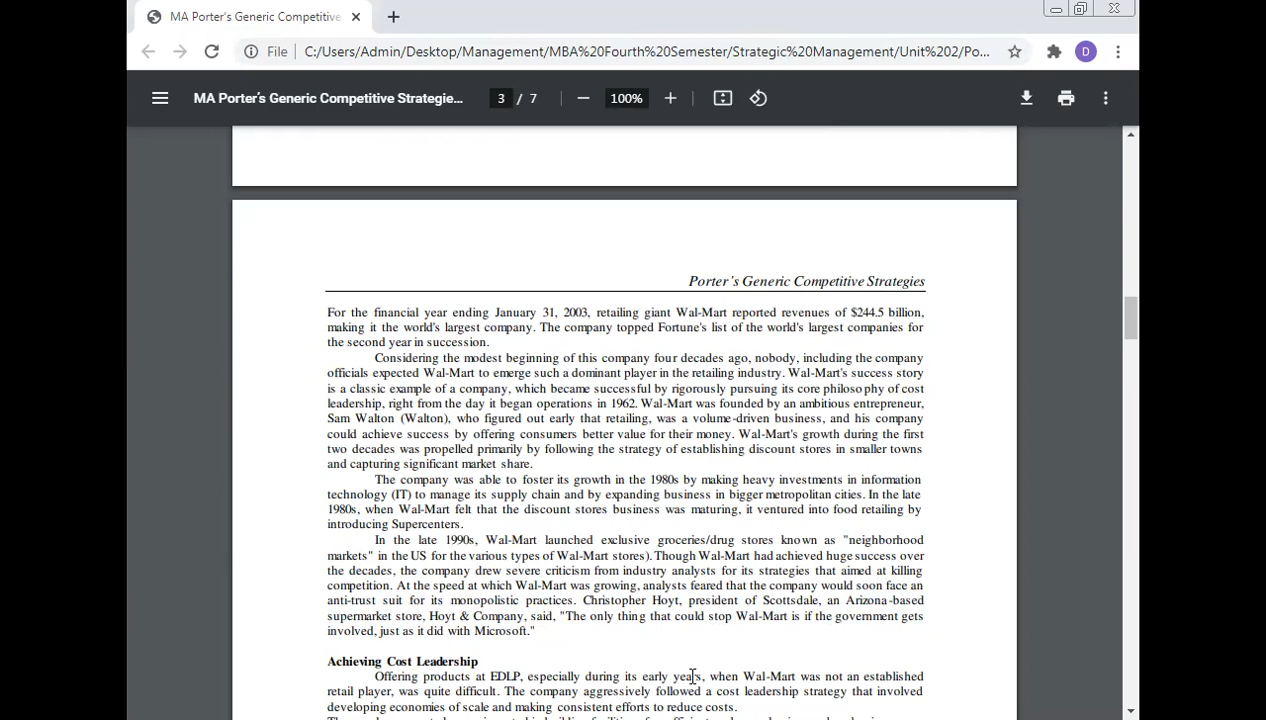 MA Porter's Generic Competitive
File
C:/Users/Admin/Desktop/Management/MBA%20Fourth%20Semester/Strategic%20Management/Unit%202/Po...
D
MA Porter's Generic Competitive Strategie...
3 / 7
100%
Porter's Generic Competitive Strategies
For the financial year ending January 31, 2003, retailing giant Wal-Mart reported revenues of $244.5 billion,
making it the world's largest company. The company topped Fortune's list of the world's largest companies for
the second year in succession.
Considering the modest beginning of this company four decades ago, nobody, including the company
officials expected Wal-Mart to emerge such a dominant player in the retailing industry. Wal-Mart's success story
is a classic example of a company, which became successful by rigorously pursuing its core philosophy of cost
leadership, right from the day it began operations in 1962. Wal-Mart was founded by an ambitious entrepreneur,
Sam Walton (Walton), who figured out early that retailing, was a volume-driven business, and his company
could achieve success by offering consumers better value for their money. Wal-Mart's growth during the first
two decades was propelled primarily by following the strategy of establishing discount stores in smaller towns
and capturing significant market share.
The company was able to foster its growth in the 1980s by making heavy investments in information
technology (IT) to manage its supply chain and by expanding business in bigger metropolitan cities. In the late
1980s, when Wal-Mart felt that the discount stores business was maturing, it ventured into food retailing by
introducing Supercenters.
In the late 1990s, Wal-Mart launched exclusive groceries/drug stores known as "neighborhood
markets" in the US for the various types of Wal-Mart stores). Though Wal-Mart had achieved huge success over
the decades, the company drew severe criticism from industry analysts for its strategies that aimed at killing
competition. At the speed at which Wal-Mart was growing, analysts feared that the company would soon face an
anti-trust suit for its monopolistic practices. Christopher Hoyt, president of Scottsdale, an Arizona-based
supermarket store, Hoyt & Company, said, "The only thing that could stop Wal-Mart is if the government gets
involved, just as it did with Microsoft."
Achieving Cost Leadership
Offering products at EDLP, especially during its early years, when Wal-Mart was not an established
retail player, was quite difficult. The company aggressively followed a cost leadership strategy that involved
developing economies of scale and making consistent efforts to reduce costs.